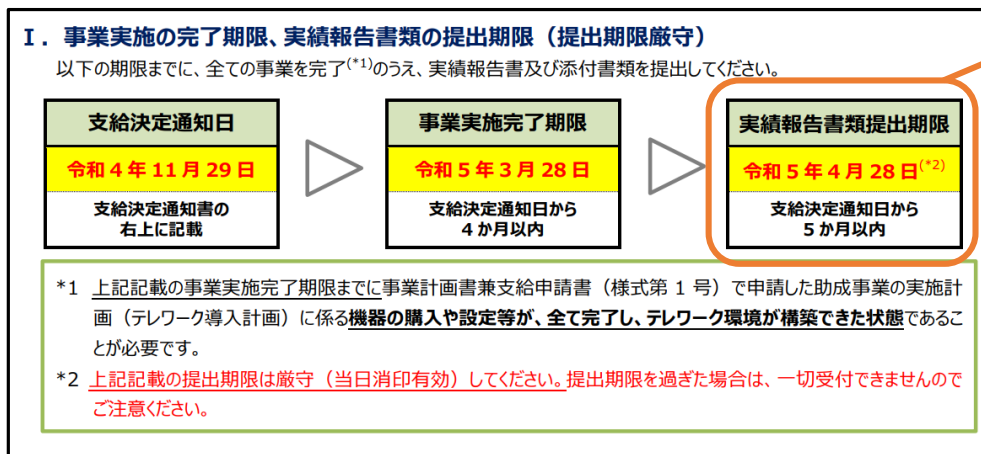 Ⅰ．事業実施の完了期限、実績報告書類の提出期限（提出期限厳守）
以下の期限までに、全ての事業を完了(*1)のうえ、実績報告書及び添付書類を提出してください。
支給決定通知日
令和４年11月29日
支給決定通知書の
右上に記載
事業実施完了期限
令和５年３月28日
支給決定通知日から
４か月以内
実績報告書類提出期限
令和５年４月28日(*2)
支給決定通知日から
５か月以内
*1 上記記載の事業実施完了期限までに事業計画書兼支給申請書（様式第１号）で申請した助成事業の実施計
画（テレワーク導入計画）に係る機器の購入や設定等が、全て完了し、テレワーク環境が構築できた状態であるこ
とが必要です。
*2 上記記載の提出期限は厳守（当日消印有効）してください。提出期限を過ぎた場合は、一切受付できませんので
ご注意ください。